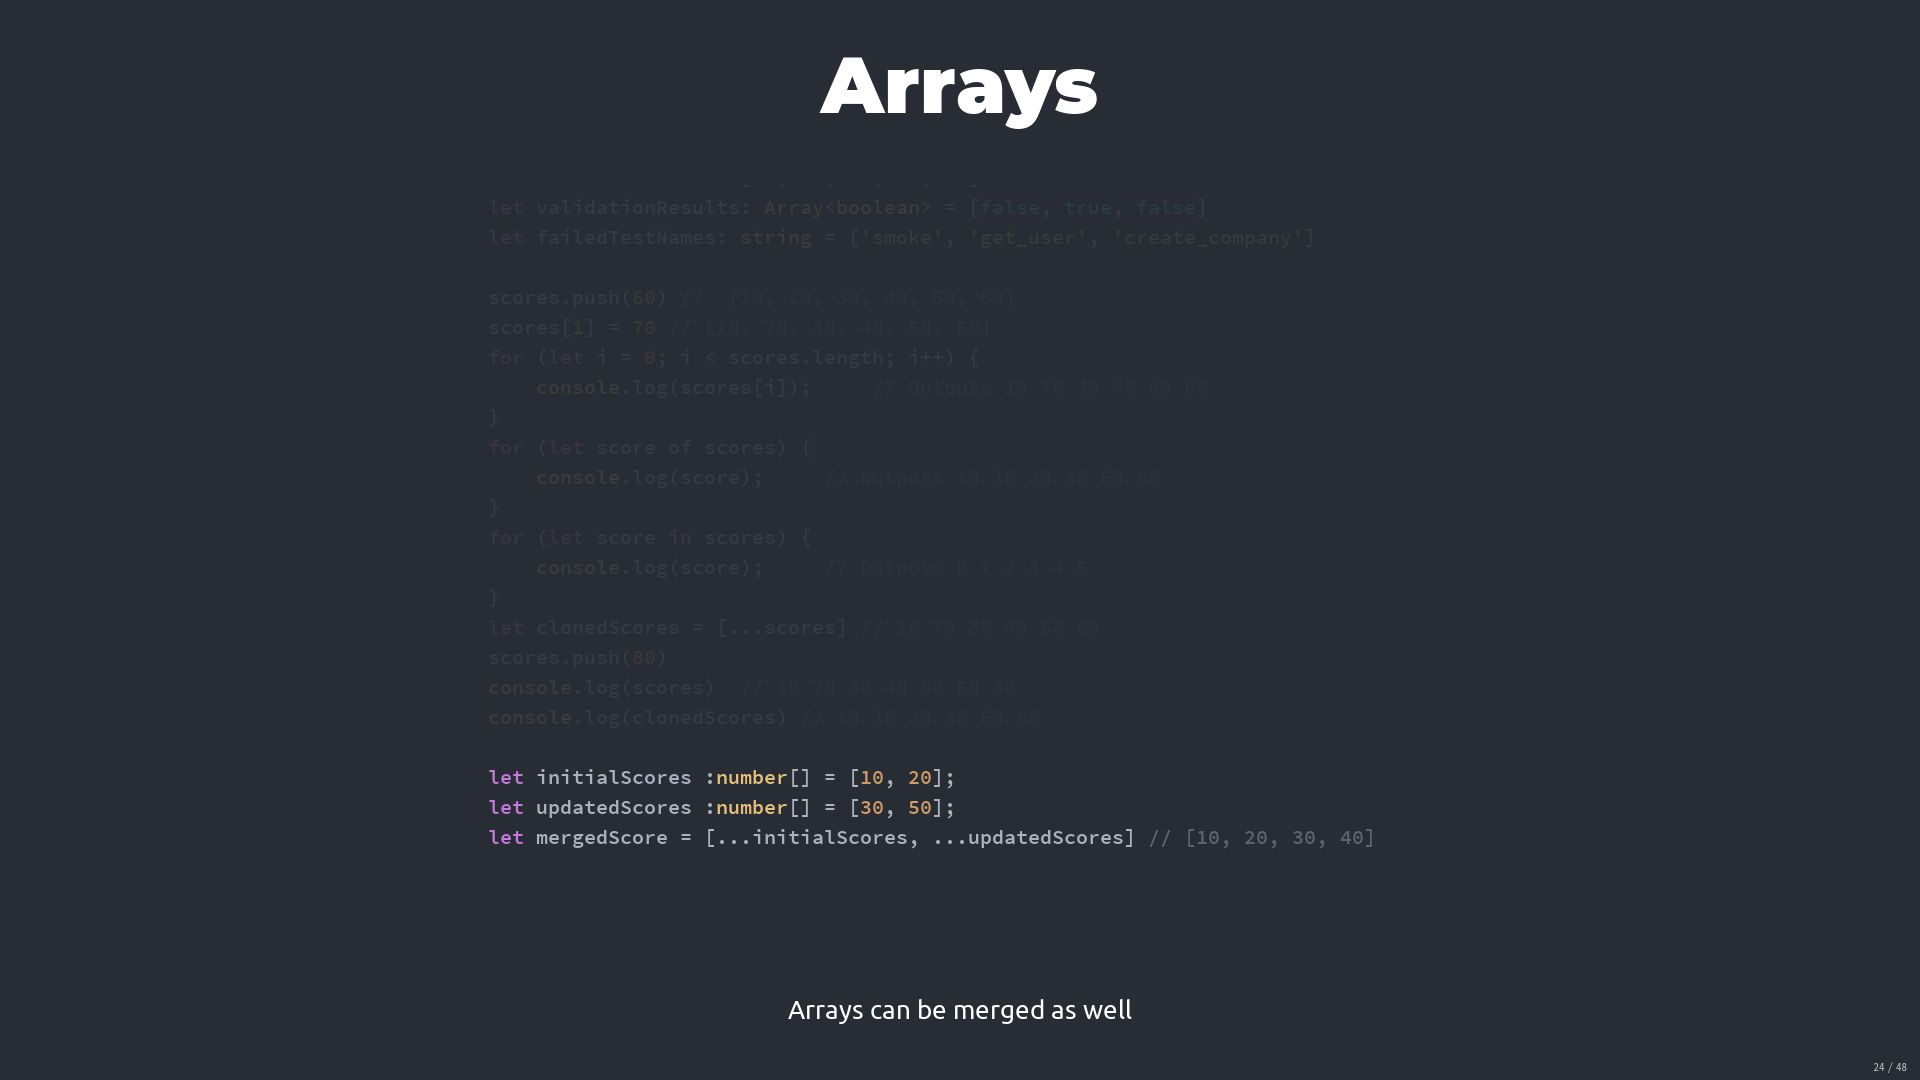 Arrays
let validationResults: Array<boolean> = [false, true, false]
let failedTestNames: string = ['smoke', 'get_user', 'create_company']
scores.push(60) //  [10, 20, 30, 40, 50, 60]
scores[1] = 70 // [10, 70, 30, 40, 50, 60]
for (let i = 0; i < scores.length; i++) {
    console.log(scores[i]);     // Outputs 10 70 30 40 50 60
}
for (let score of scores) {
    console.log(score);     // Outputs 10 70 30 40 50 60
}
for (let score in scores) {
    console.log(score);     // Outputs 0 1 2 3 4 5
}
let clonedScores = [...scores] // 10 70 30 40 50 60
scores.push(80)
console.log(scores)  // 10 70 30 40 50 60 80
console.log(clonedScores) // 10 70 30 40 50 60
let initialScores :number[] = [10, 20];
let updatedScores :number[] = [30, 50];
let mergedScore = [...initialScores, ...updatedScores] // [10, 20, 30, 40]
Arrays can be merged as well
24 / 48